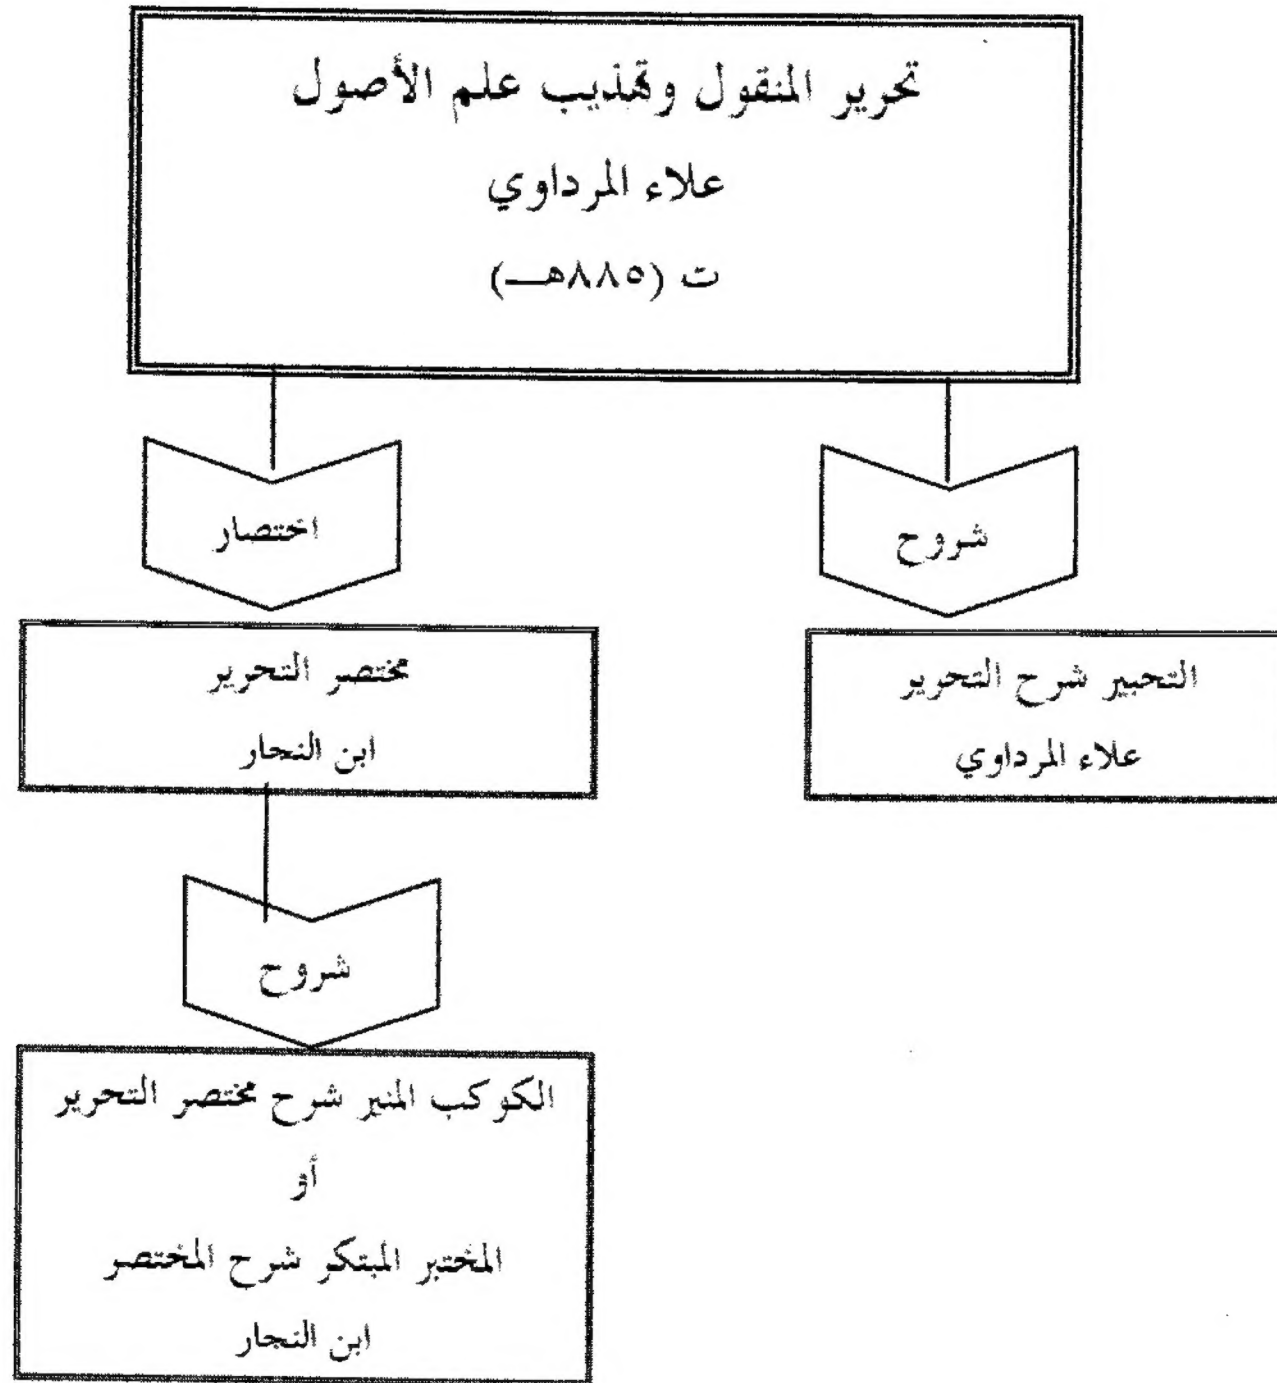 تحرير المنقول وتهذيب علم الأصول
علاء المرداوي
ت (٨٨٥هـ)
شروح
اختصار
التحبير شرح التحرير
علاء المرداوي
مختصر التحرير
ابن النجار
شروح
الكوكب المنير شرح مختصر التحرير
أو
المختبر المبتكر شرح المختصر
ابن النجار